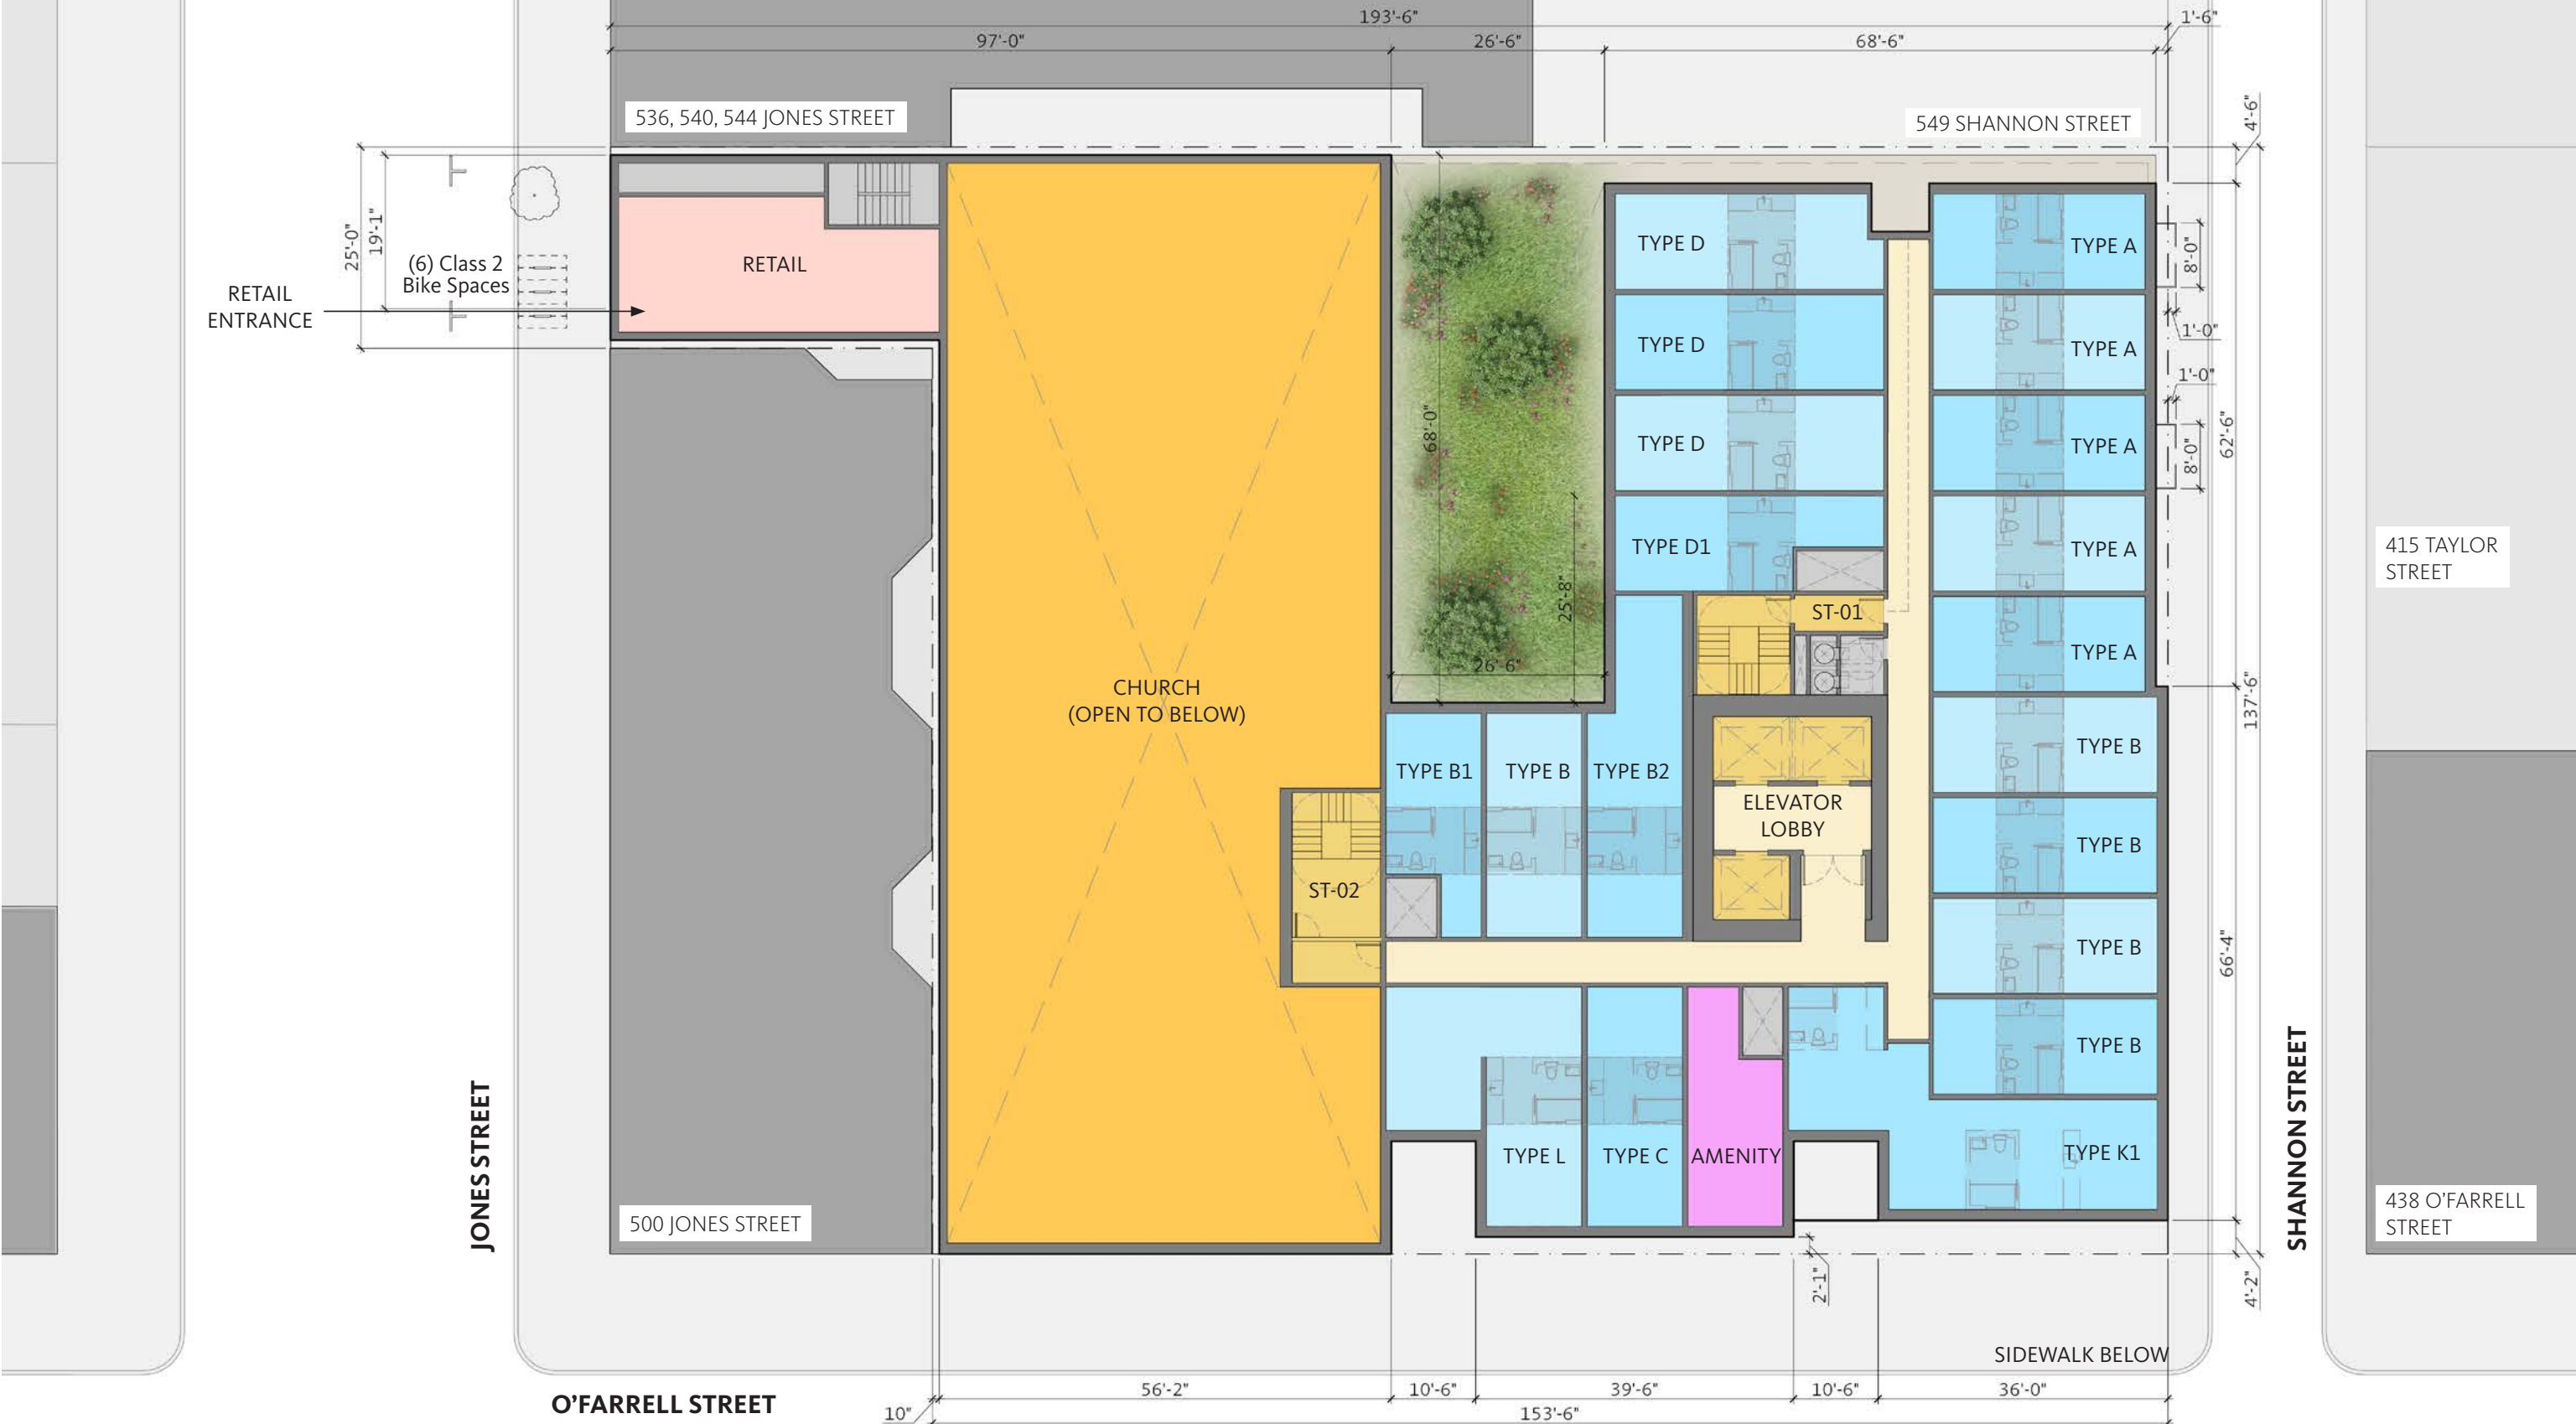 193'-6"
1'-6"
97'-0"
26'-6"
68'-6"
4'-6"
536, 540, 544 JONES STREET
549 SHANNON STREET
25'-0"
19'-1"
(6) Class 2
Bike Spaces
RETAIL
ENTRANCE
RETAIL
TYPE D
TYPE A
8'-0"
1'-0"
TYPE D
TYPE A
1'-0"
68'-0"
TYPE D
TYPE A
8'-0"
62'-6"
TYPE D1
TYPE A
415 TAYLOR
STREET
25'-8"
ST-01
TYPE A
26'-6"
137'-6"
CHURCH
(OPEN TO BELOW)
TYPE B1
TYPE B
TYPE B2
TYPE B
ELEVATOR
LOBBY
TYPE B
ST-02
TYPE B
66'-4"
TYPE B
TYPE L
TYPE C
AMENITY
TYPE K1
JONES STREET
SHANNON STREET
500 JONES STREET
438 O'FARRELL
STREET
2'-1"
4'-2"
SIDEWALK BELOW
O'FARRELL STREET
56'-2"
10'-6"
39'-6"
10'-6"
36'-0"
10"
153'-6"